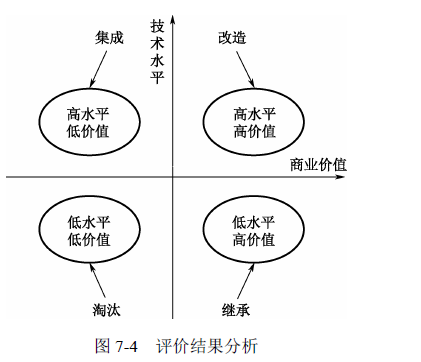 集成
技术水平
改造
高水平
低价值
高水平
高价值
商业价值
低水平
低价值
低水平
高价值
淘汰
继承
图 7-4 评价结果分析